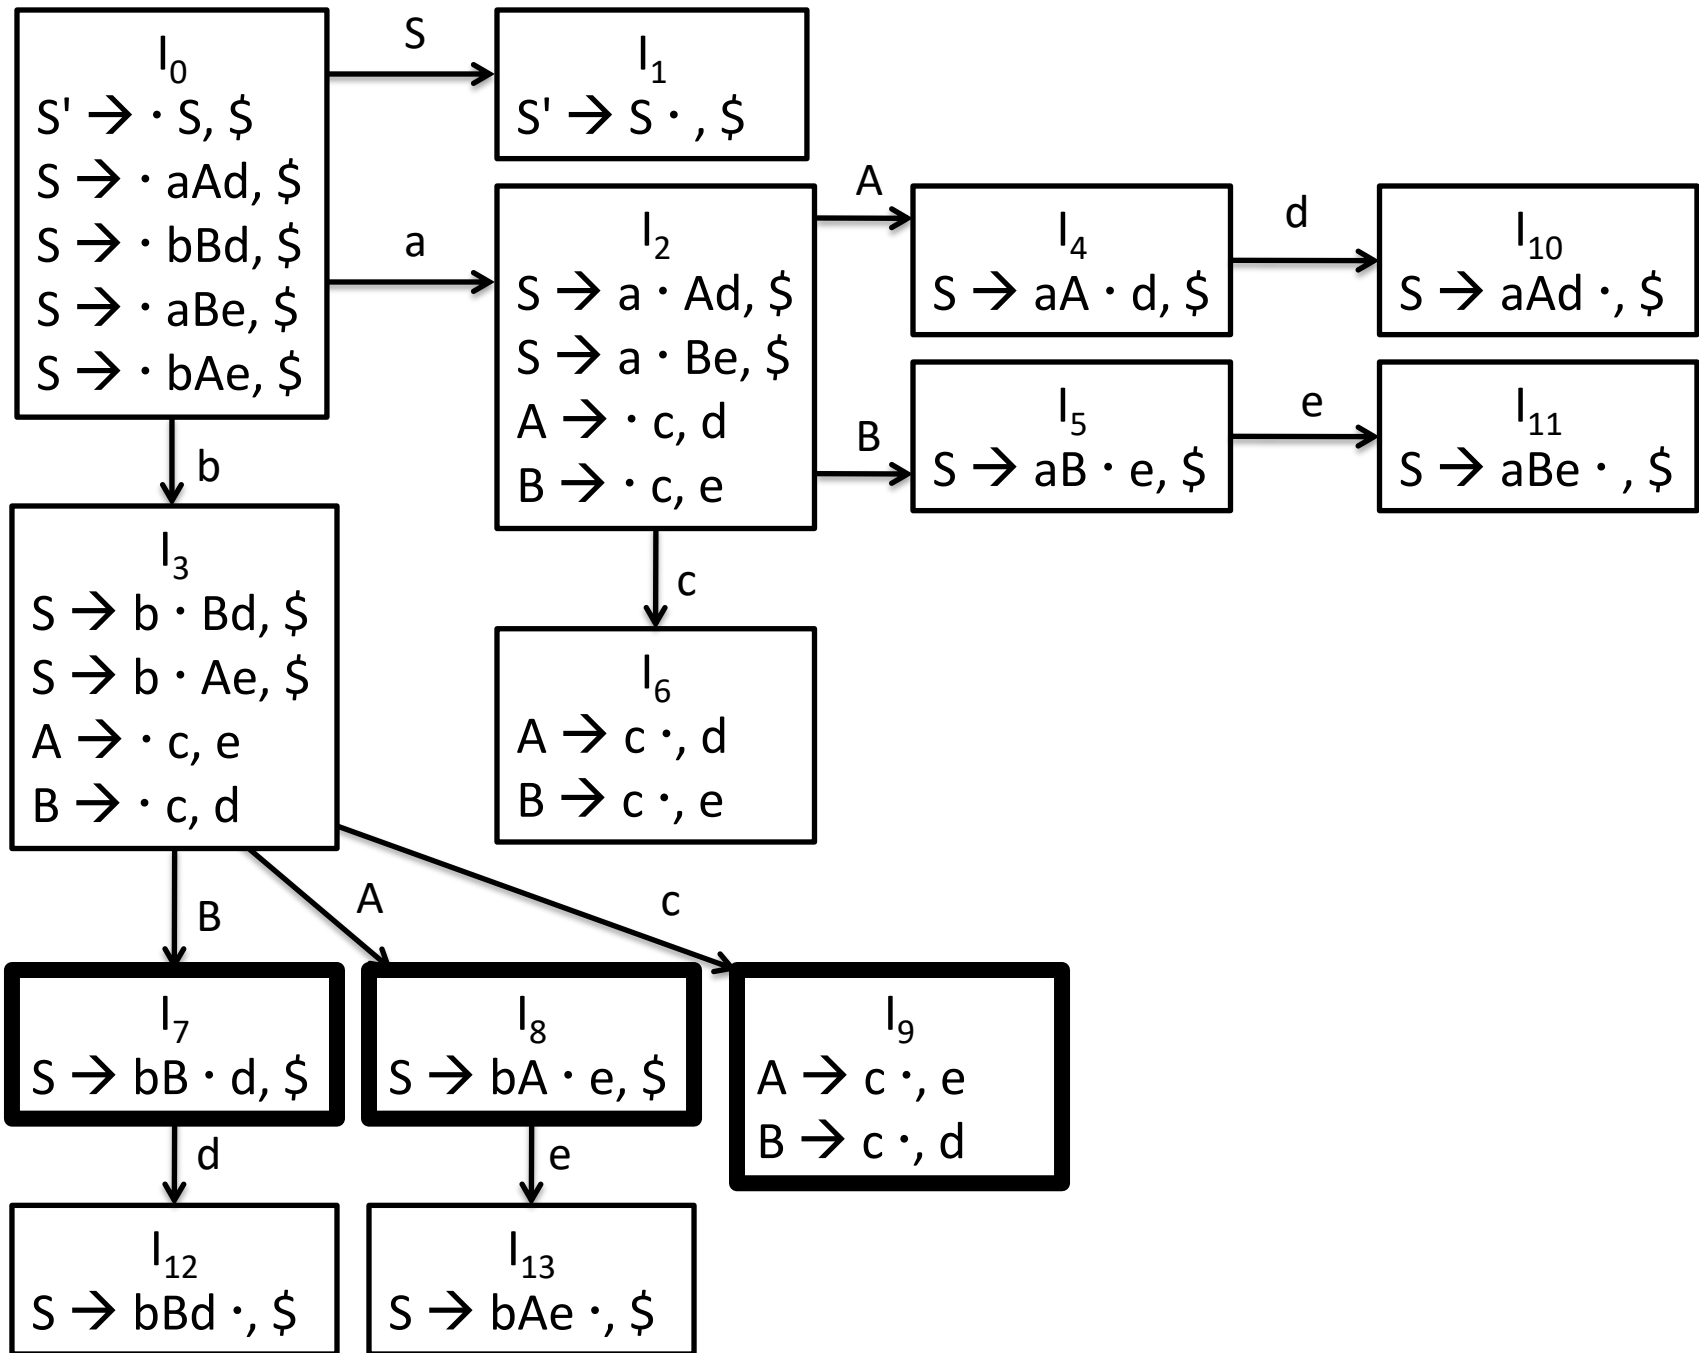 I0
S' → · S, $
S → · aAd, $
S → · bBd, $
S → · aBe, $
S → · bAe, $
S
I1
S' → S · , $
a
I2
S → a · Ad, $
S → a · Be, $
A → · c, d
B → · c, e
A
I4
S → aA · d, $
d
I10
S → aAd ·, $
B
I5
S → aB · e, $
e
I11
S → aBe · , $
b
I3
S → b · Bd, $
S → b · Ae, $
A → · c, e
B → · c, d
c
I6
A → c ·, d
B → c ·, e
B
A
c
I7
S → bB · d, $
I8
S → bA · e, $
I9
A → c ·, e
B → c ·, d
d
e
I12
S → bBd ·, $
I13
S → bAe ·, $